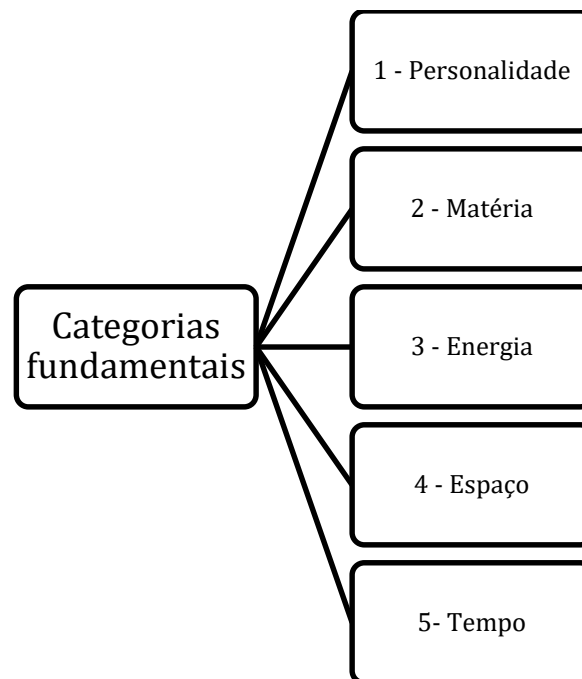 1 - Personalidade
2 - Matéria
Categorias
fundamentais
3 - Energia
4 - Espaço
5- Tempo